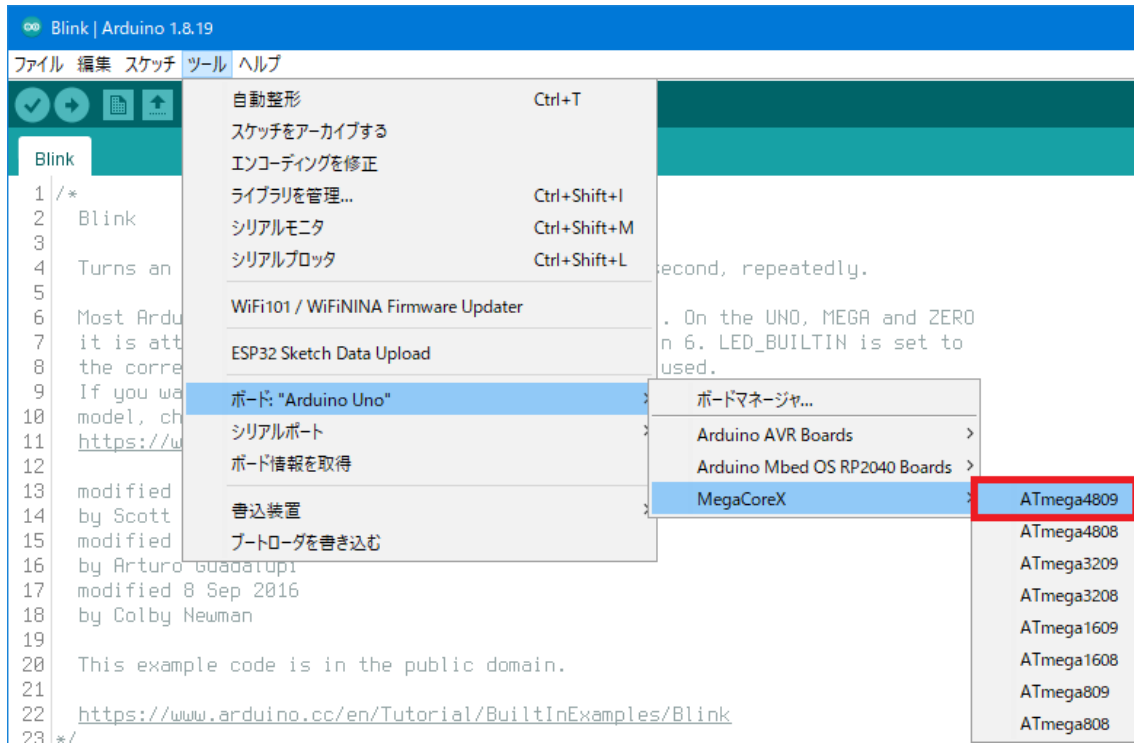 Blink | Arduino 1.8.19
ファイル 編集 スケッチ ツール ヘルプ
自動整形 Ctrl+T
スケッチをアーカイブする
エンコーディングを修正
ライブラリを管理... Ctrl+Shift+I
シリアルモニタ Ctrl+Shift+M
シリアルプロッタ Ctrl+Shift+L
WiFi101 / WiFiNINA Firmware Updater
ESP32 Sketch Data Upload
ボード: "Arduino Uno"
シリアルポート
ボード情報を取得
書込装置
ブートローダを書き込む
ボードマネージャ...
Arduino AVR Boards
Arduino Mbed OS RP2040 Boards
MegaCoreX
ATmega4809
ATmega4808
ATmega3209
ATmega3208
ATmega1609
ATmega1608
ATmega809
ATmega808
Blink
1 /*
2 Blink
3
4 Turns an econd, repeatedly.
5
6 Most Ardu . On the UNO, MEGA and ZERO
7 it is att n 6. LED_BUILTIN is set to
8 the corre used.
9 If you wa
10 model, ch
11 https://w
12
13 modified
14 by Scott
15 modified
16 by Arturo Guadalupi
17 modified 8 Sep 2016
18 by Colby Newman
19
20 This example code is in the public domain.
21
22 https://www.arduino.cc/en/Tutorial/BuiltInExamples/Blink
23 */